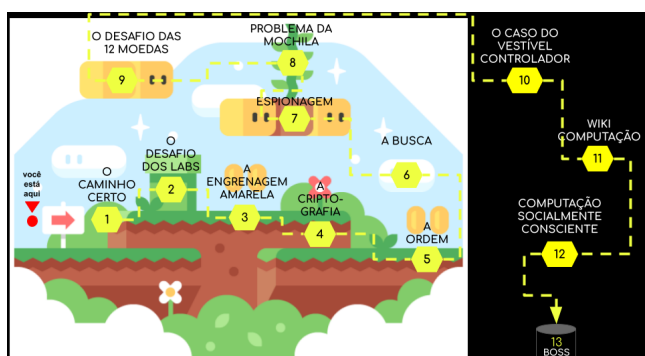 O DESAFIO DAS
12 MOEDAS
9
PROBLEMA DA
MOCHILA
8
ESPIONAGEM
7
A BUSCA
6
O
DESAFIO
DOS LABS
2
você
está
aqui
O
CAMINHO
CERTO
1
A
ENGRENAGEM
AMARELA
3
A
CRIPTO-
GRAFIA
4
A
ORDEM
5
O CASO DO
VESTÍVEL
CONTROLADOR
10
WIKI
COMPUTAÇÃO
11
COMPUTAÇÃO
SOCIALMENTE
CONSCIENTE
12
13
BOSS